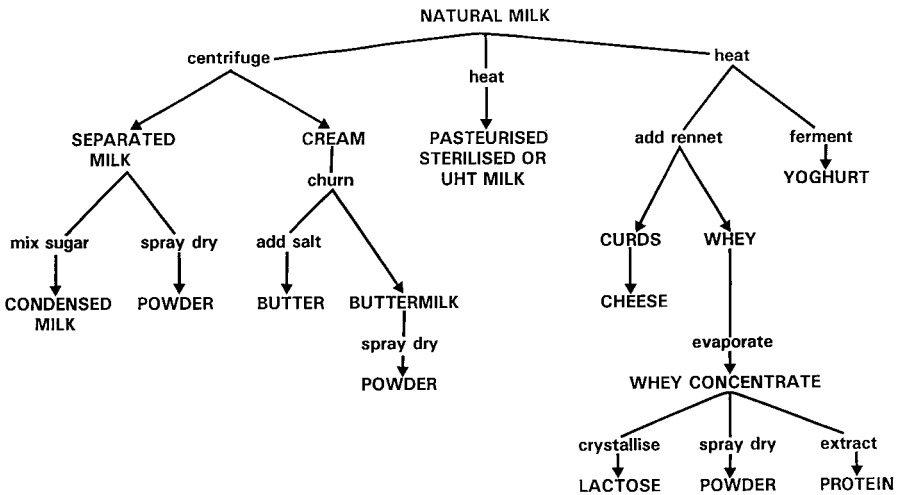 NATURAL MILK
centrifuge
heat
heat
SEPARATED
MILK
CREAM
PASTEURISED
STERILISED OR
UHT MILK
add rennet
ferment
YOGHURT
churn
mix sugar
spray dry
add salt
CURDS
WHEY
CONDENSED
MILK
POWDER
BUTTER
BUTTERMILK
CHEESE
spray dry
POWDER
evaporate
WHEY CONCENTRATE
crystallise
spray dry
extract
LACTOSE
POWDER
PROTEIN